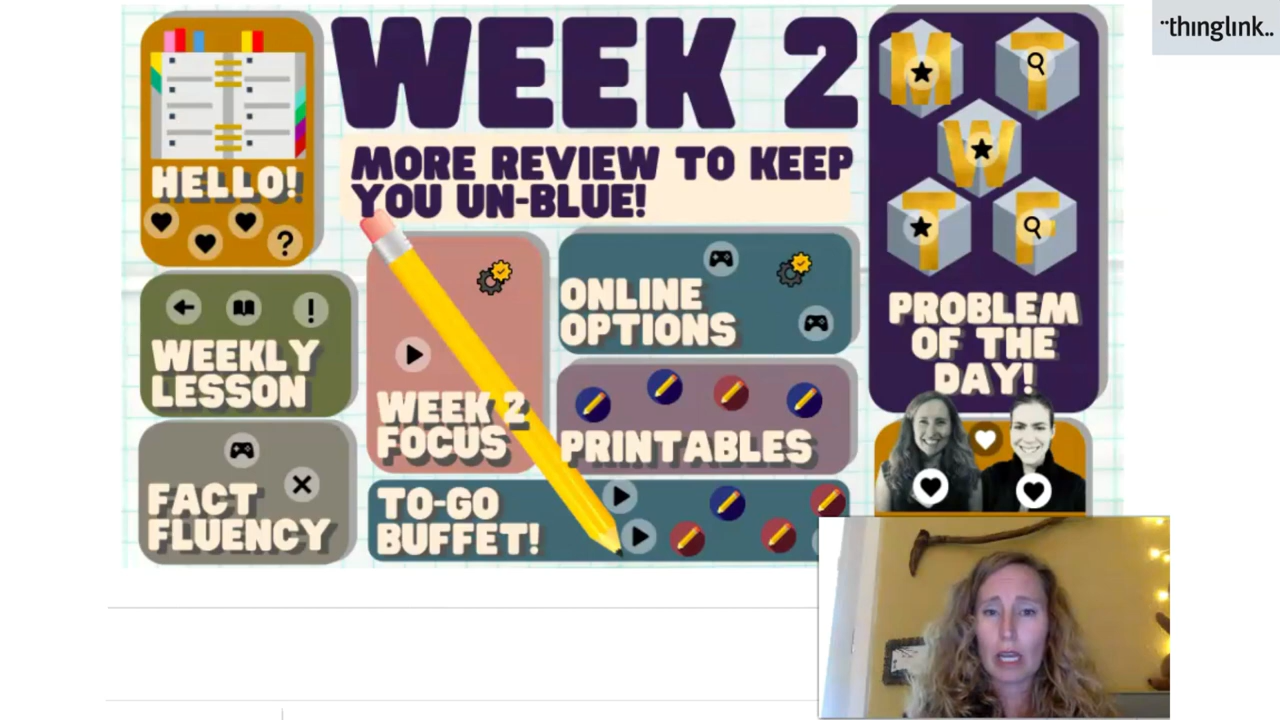 ¨thinglink..
WEEK 2
MORE REVIEW TO KEEP
YOU UN-BLUE!
HELLO!
?
WEEKLY
LESSON
!
FACT
FLUENCY
WEEK 2
FOCUS
ONLINE
OPTIONS
PRINTABLES
TO-GO
BUFFET!
M
T
W
T
F
PROBLEM
OF THE
DAY!